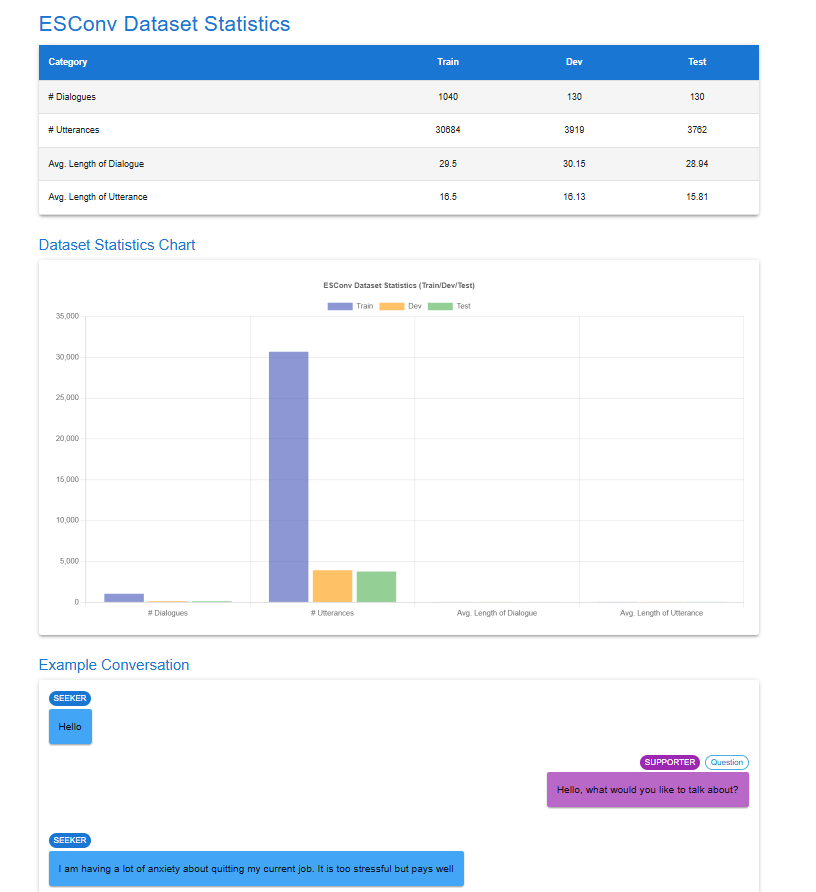 ESConv Dataset Statistics
Category Train Dev Test
# Dialogues 1040 130 130
# Utterances 30684 3919 3762
Avg. Length of Dialogue 29.5 30.15 28.94
Avg. Length of Utterance 16.5 16.13 15.81
Dataset Statistics Chart
ESConv Dataset Statistics (Train/Dev/Test)
Train Dev Test
35,000
30,000
25,000
20,000
15,000
10,000
5,000
0
# Dialogues # Utterances Avg. Length of Dialogue Avg. Length of Utterance
Example Conversation
SEEKER
Hello
SUPPORTER Question
Hello, what would you like to talk about?
SEEKER
I am having a lot of anxiety about quitting my current job. It is too stressful but pays well